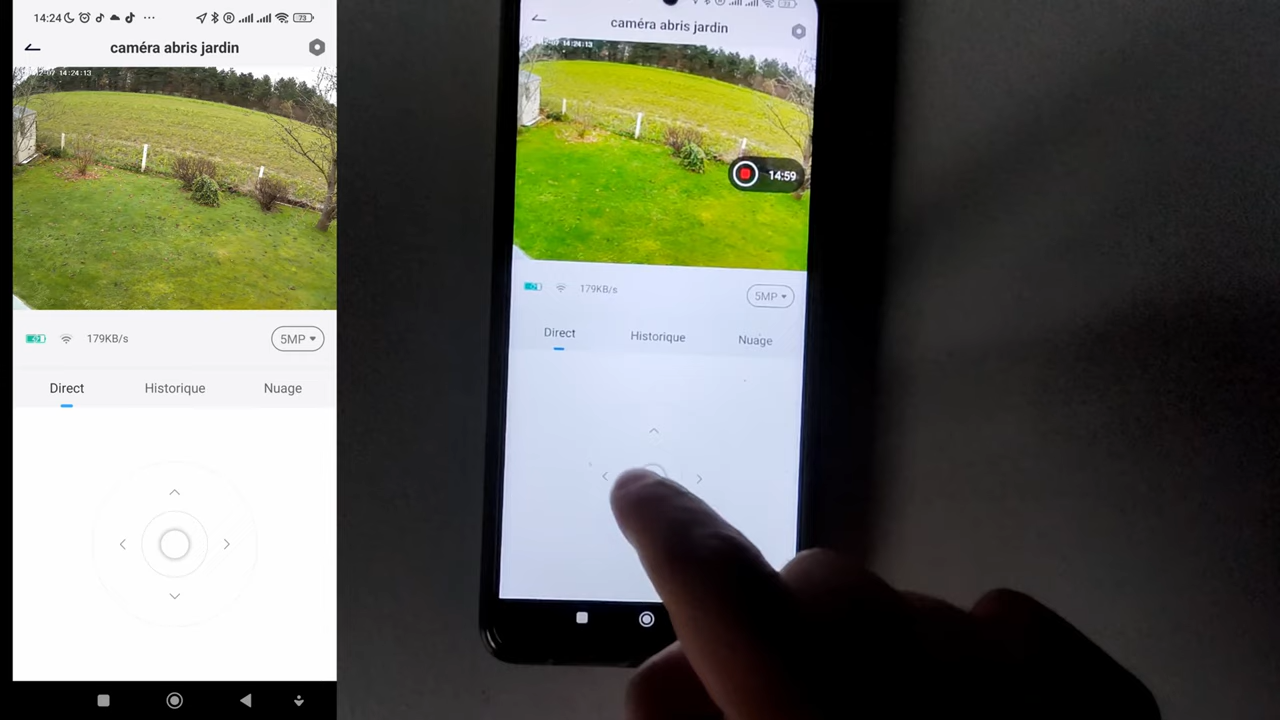 14:24
73
caméra abris jardin
14:24:13
179KB/s
5MP
Direct
Historique
Nuage
caméra abris jardin
14:24:13
14:59
179KB/s
5MP
Direct
Historique
Nuage